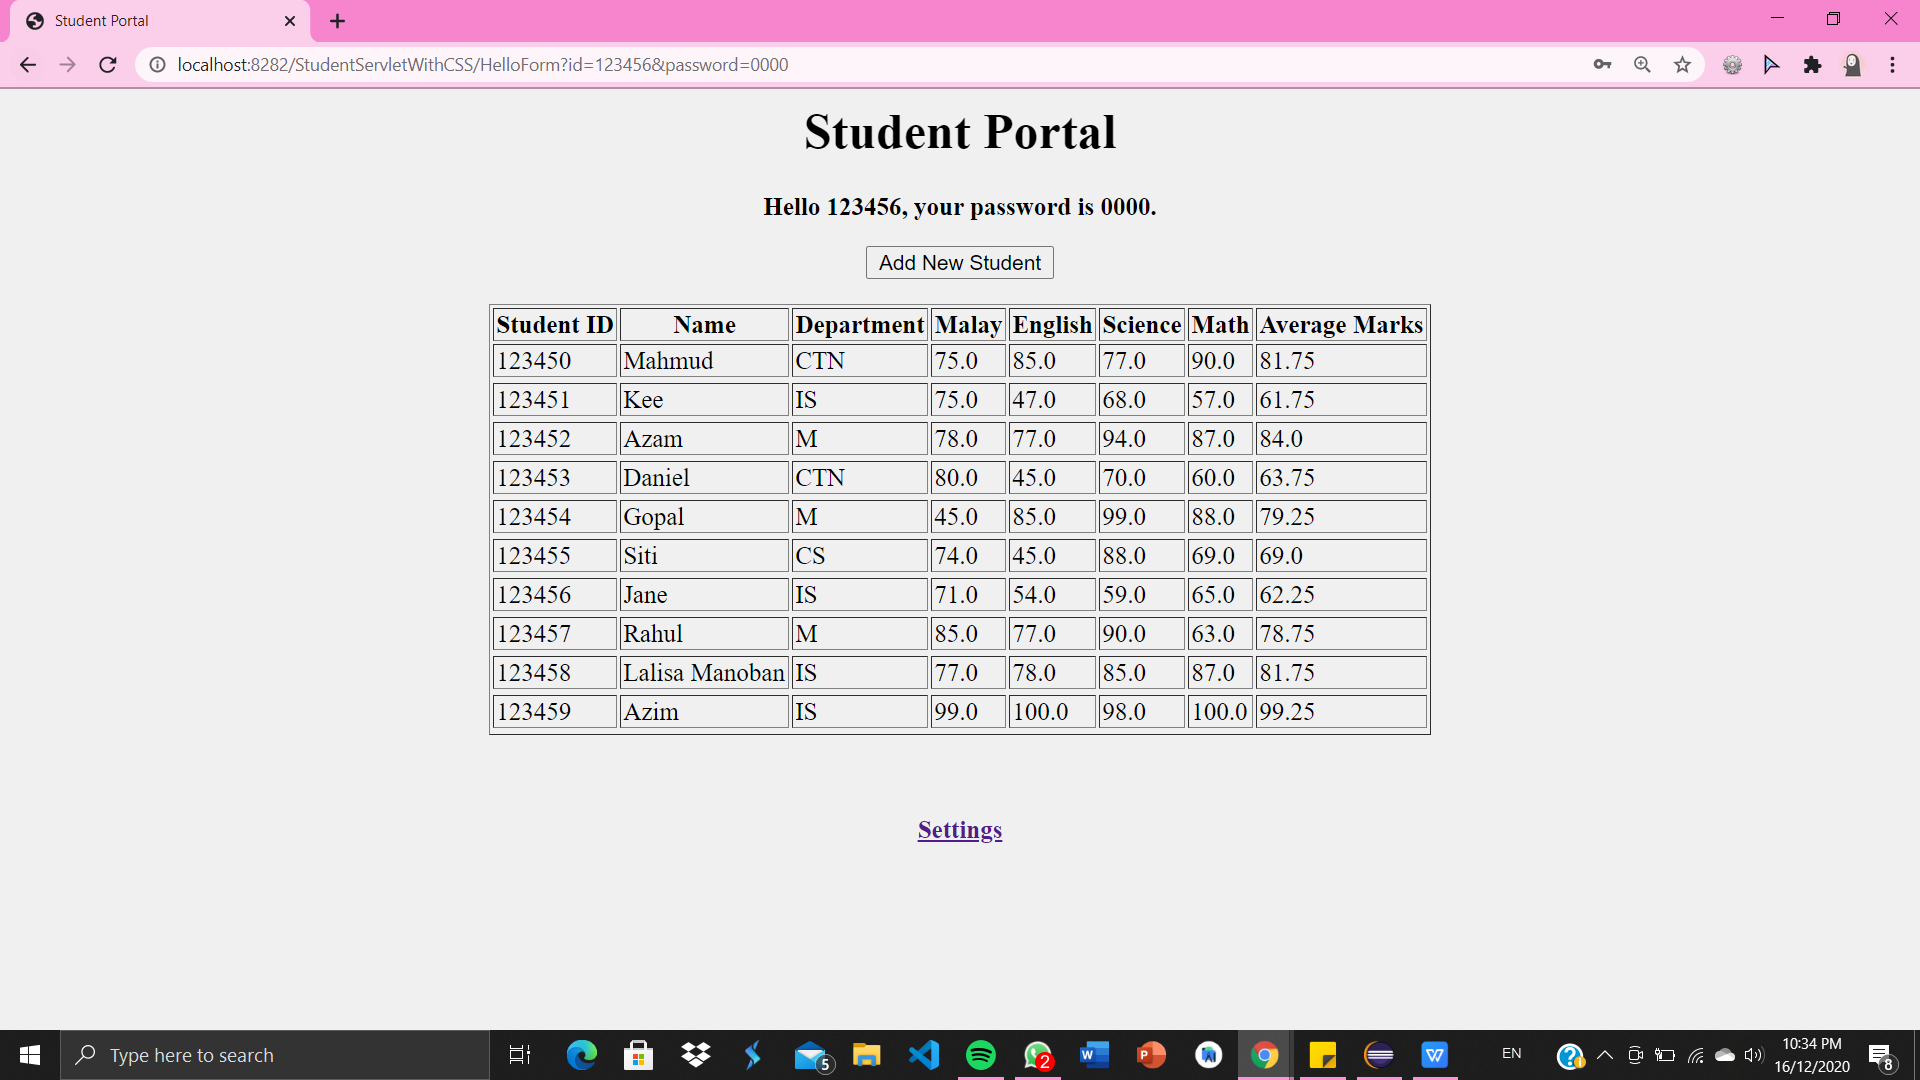 Student Portal
localhost:8282/StudentServletWithCSS/HelloForm?id=123456&password=0000
Student Portal
Hello 123456, your password is 0000.
Add New Student
Student ID Name Department Malay English Science Math Average Marks
123450 Mahmud CTN 75.0 85.0 77.0 90.0 81.75
123451 Kee IS 75.0 47.0 68.0 57.0 61.75
123452 Azam M 78.0 77.0 94.0 87.0 84.0
123453 Daniel CTN 80.0 45.0 70.0 60.0 63.75
123454 Gopal M 45.0 85.0 99.0 88.0 79.25
123455 Siti CS 74.0 45.0 88.0 69.0 69.0
123456 Jane IS 71.0 54.0 59.0 65.0 62.25
123457 Rahul M 85.0 77.0 90.0 63.0 78.75
123458 Lalisa Manoban IS 77.0 78.0 85.0 87.0 81.75
123459 Azim IS 99.0 100.0 98.0 100.0 99.25
Settings
Type here to search
5
2
EN
10:34 PM
16/12/2020
8